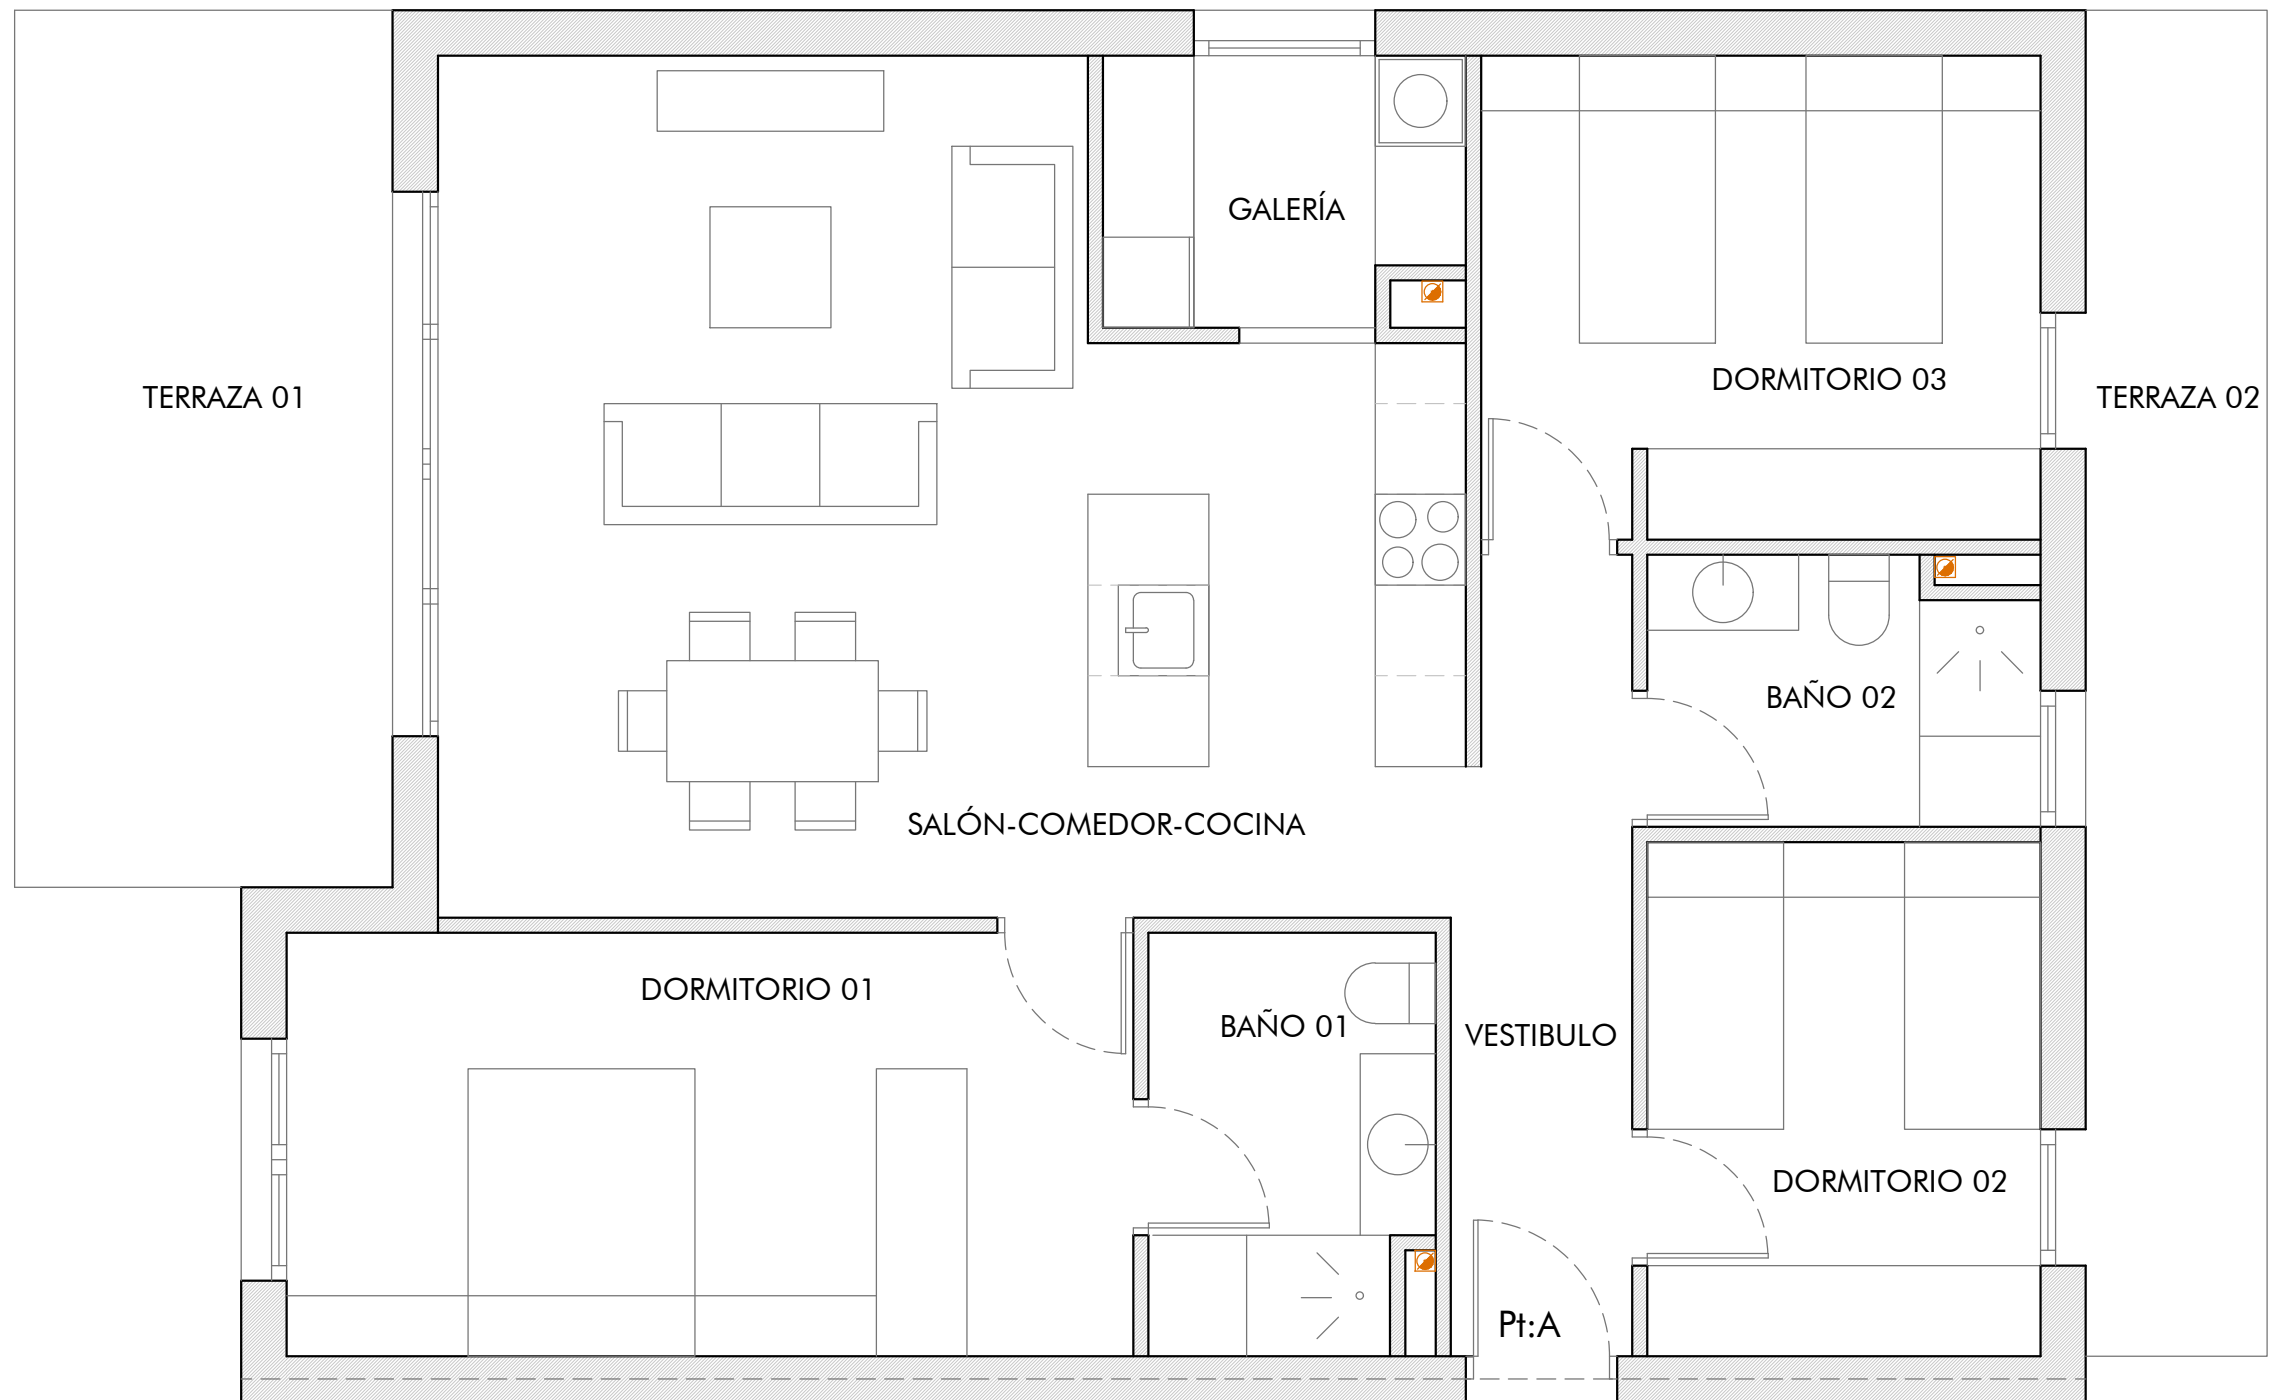 GALERÍA
DORMITORIO 03
TERRAZA 01
TERRAZA 02
BAÑO 02
SALÓN-COMEDOR-COCINA
DORMITORIO 01
BAÑO 01
VESTIBULO
DORMITORIO 02
Pt:A